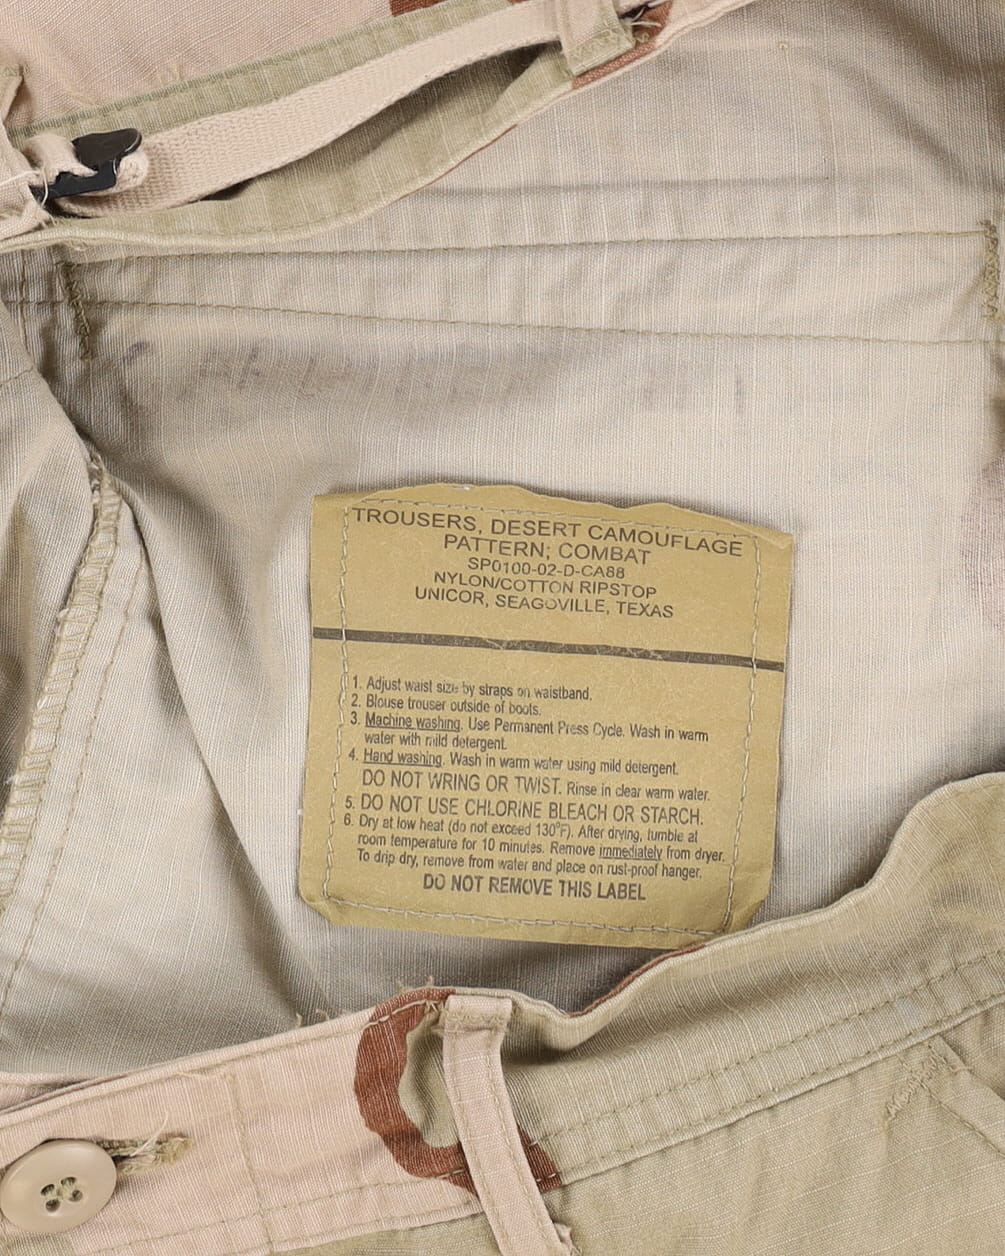 TROUSERS, DESERT CAMOUFLAGE
PATTERN; COMBAT
SP0100-02-D-CA88
NYLON/COTTON RIPSTOP
UNICOR, SEAGOVILLE, TEXAS
1. Adjust waist size by straps on waistband.
2. Blouse trouser outside of boots.
3. Machine washing. Use Permanent Press Cycle. Wash in warm
water with mild detergent.
4. Hand washing. Wash in warm water using mild detergent.
DO NOT WRING OR TWIST. Rinse in clear warm water.
5. DO NOT USE CHLORINE BLEACH OR STARCH.
6. Dry at low heat (do not exceed 130°F). After drying, tumble at
room temperature for 10 minutes. Remove immediately from dryer.
To drip dry, remove from water and place on rust-proof hanger.
DO NOT REMOVE THIS LABEL